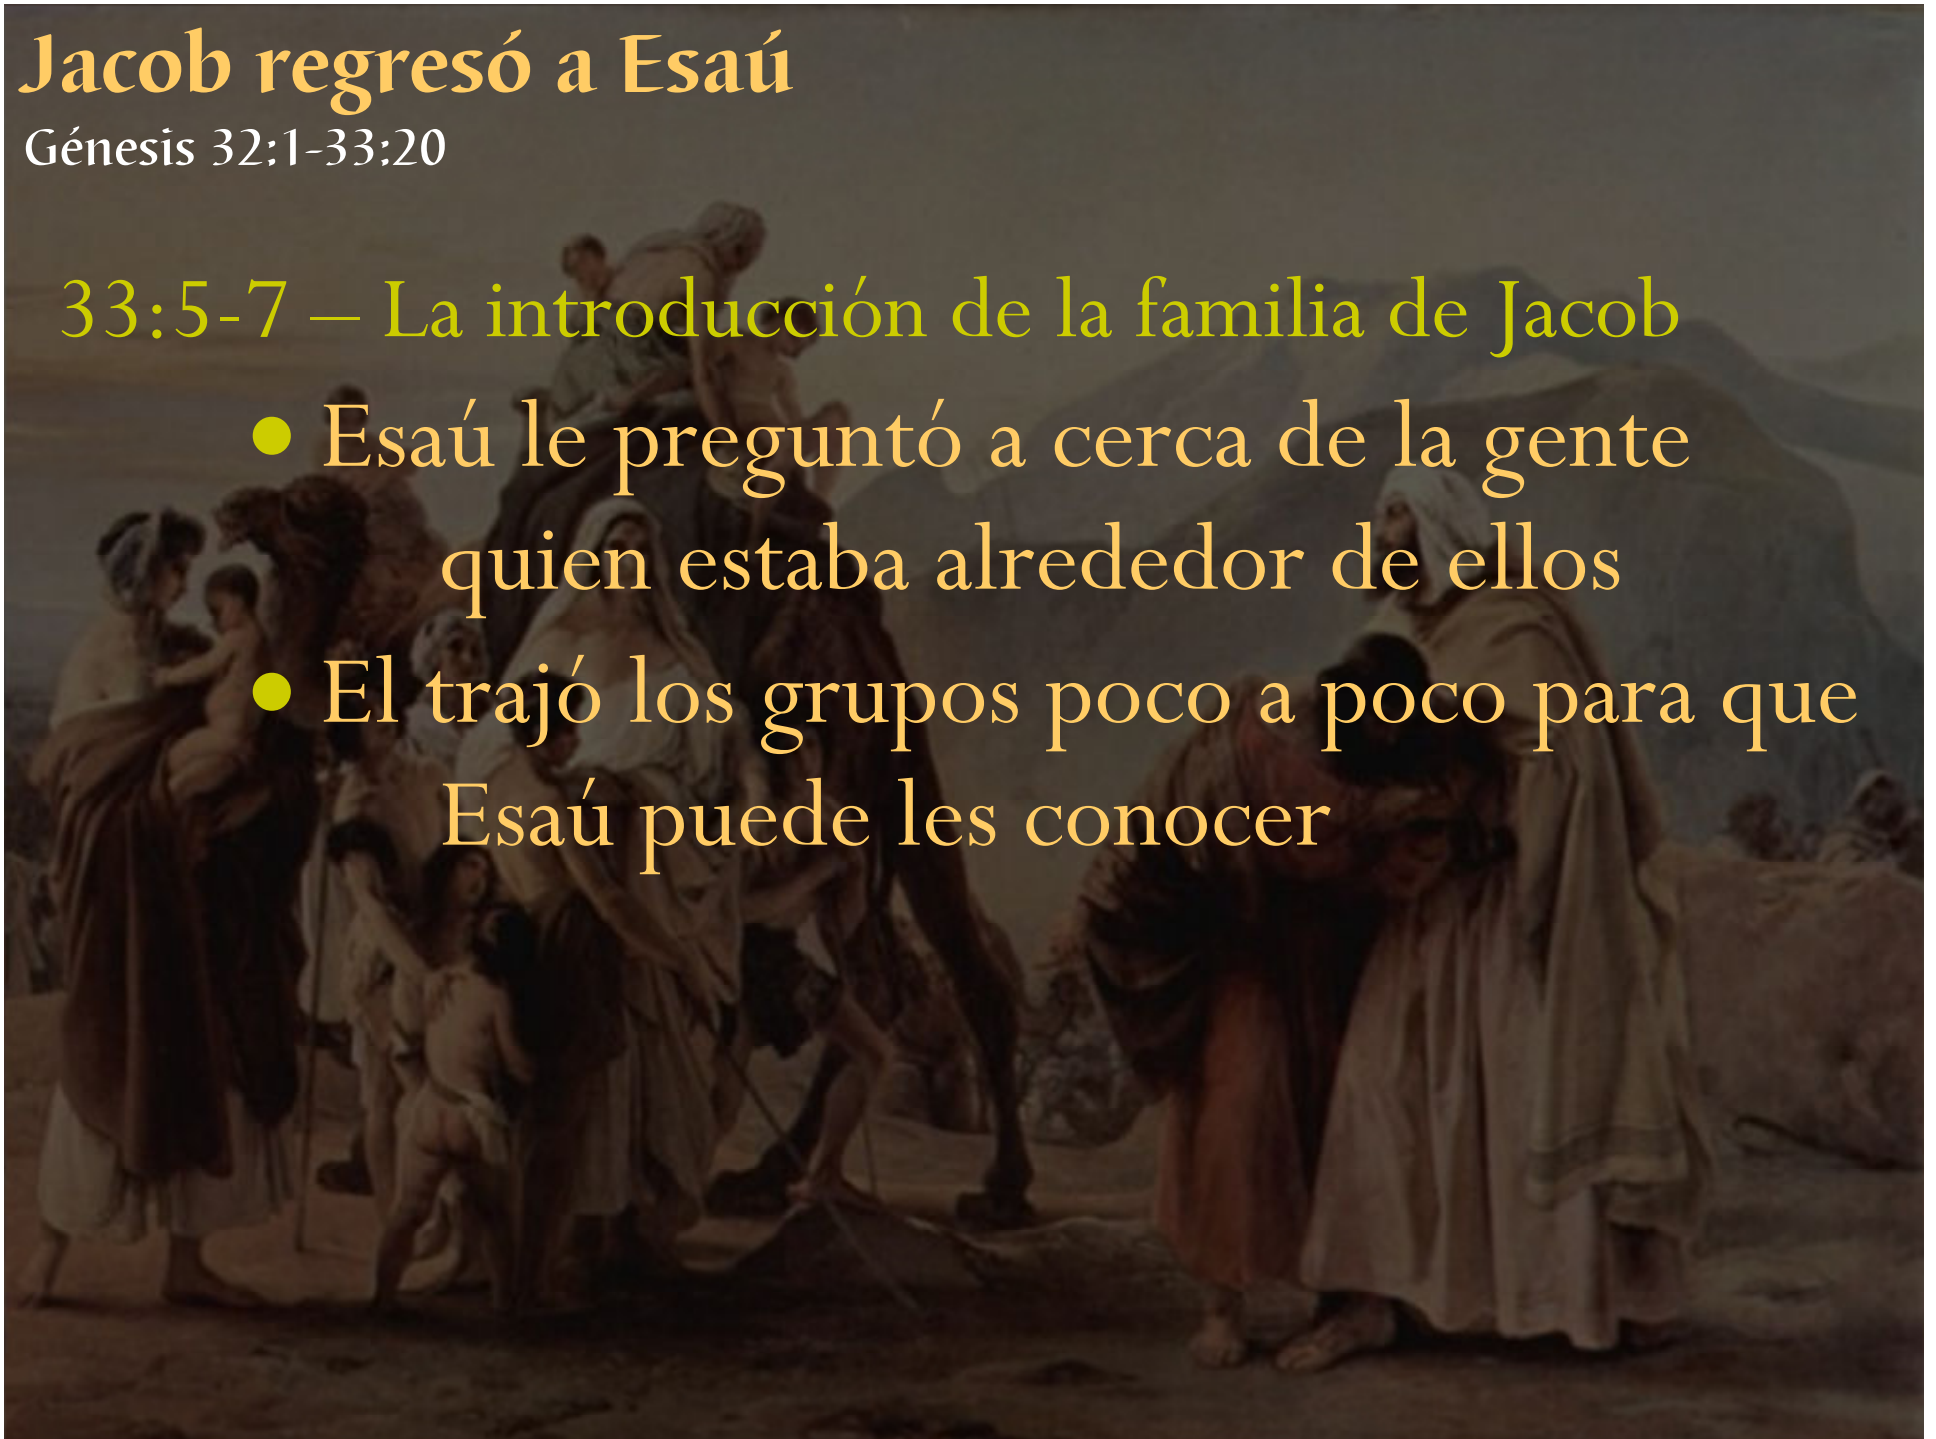 Jacob regresó a Esaú
Génesis 32:1-33:20
33:5-7 – La introducción de la familia de Jacob
● Esaú le preguntó a cerca de la gente
quien estaba alrededor de ellos
● El trajó los grupos poco a poco para que
Esaú puede les conocer